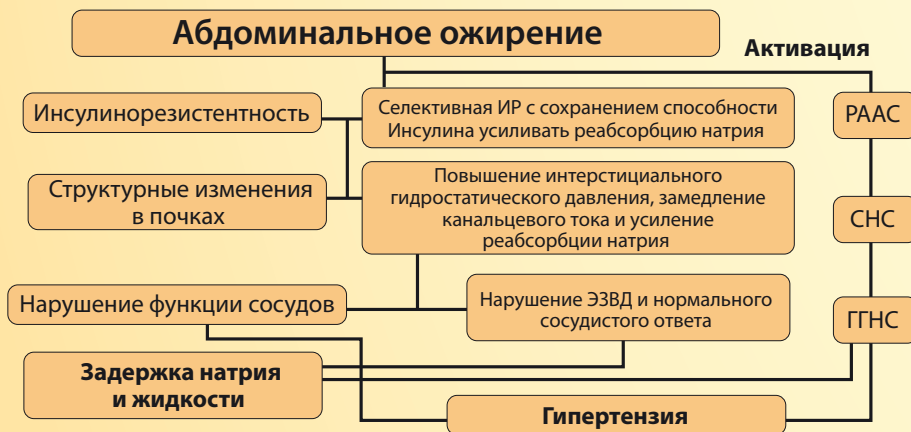 Абдоминальное ожирение
Активация
Инсулинорезистентность
Селективная ИР с сохранением способности
Инсулина усиливать реабсорбцию натрия
РААС
Структурные изменения
в почках
Повышение интерстициального
гидростатического давления, замедление
канальцевого тока и усиление
реабсорбции натрия
СНС
Нарушение функции сосудов
Нарушение ЭЗВД и нормального
сосудистого ответа
ГГНС
Задержка натрия
и жидкости
Гипертензия